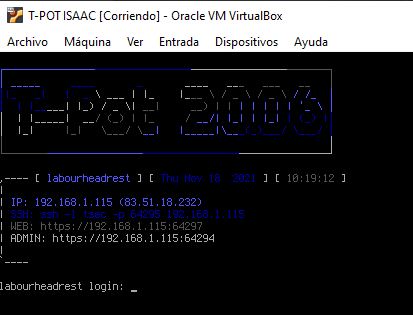 T-POT ISAAC [Corriendo] - Oracle VM VirtualBox
Archivo Máquina Ver Entrada Dispositivos Ayuda
T-Pot 20.06
,---- [ labourheadrest ] [ Thu Nov 18 2021 ] [ 10:19:12 ]
|
| IP: 192.168.1.115 (83.51.18.232)
| SSH: ssh -l tsec -p 64295 192.168.1.115
| WEB: https://192.168.1.115:64297
| ADMIN: https://192.168.1.115:64294
|
`----
labourheadrest login: _